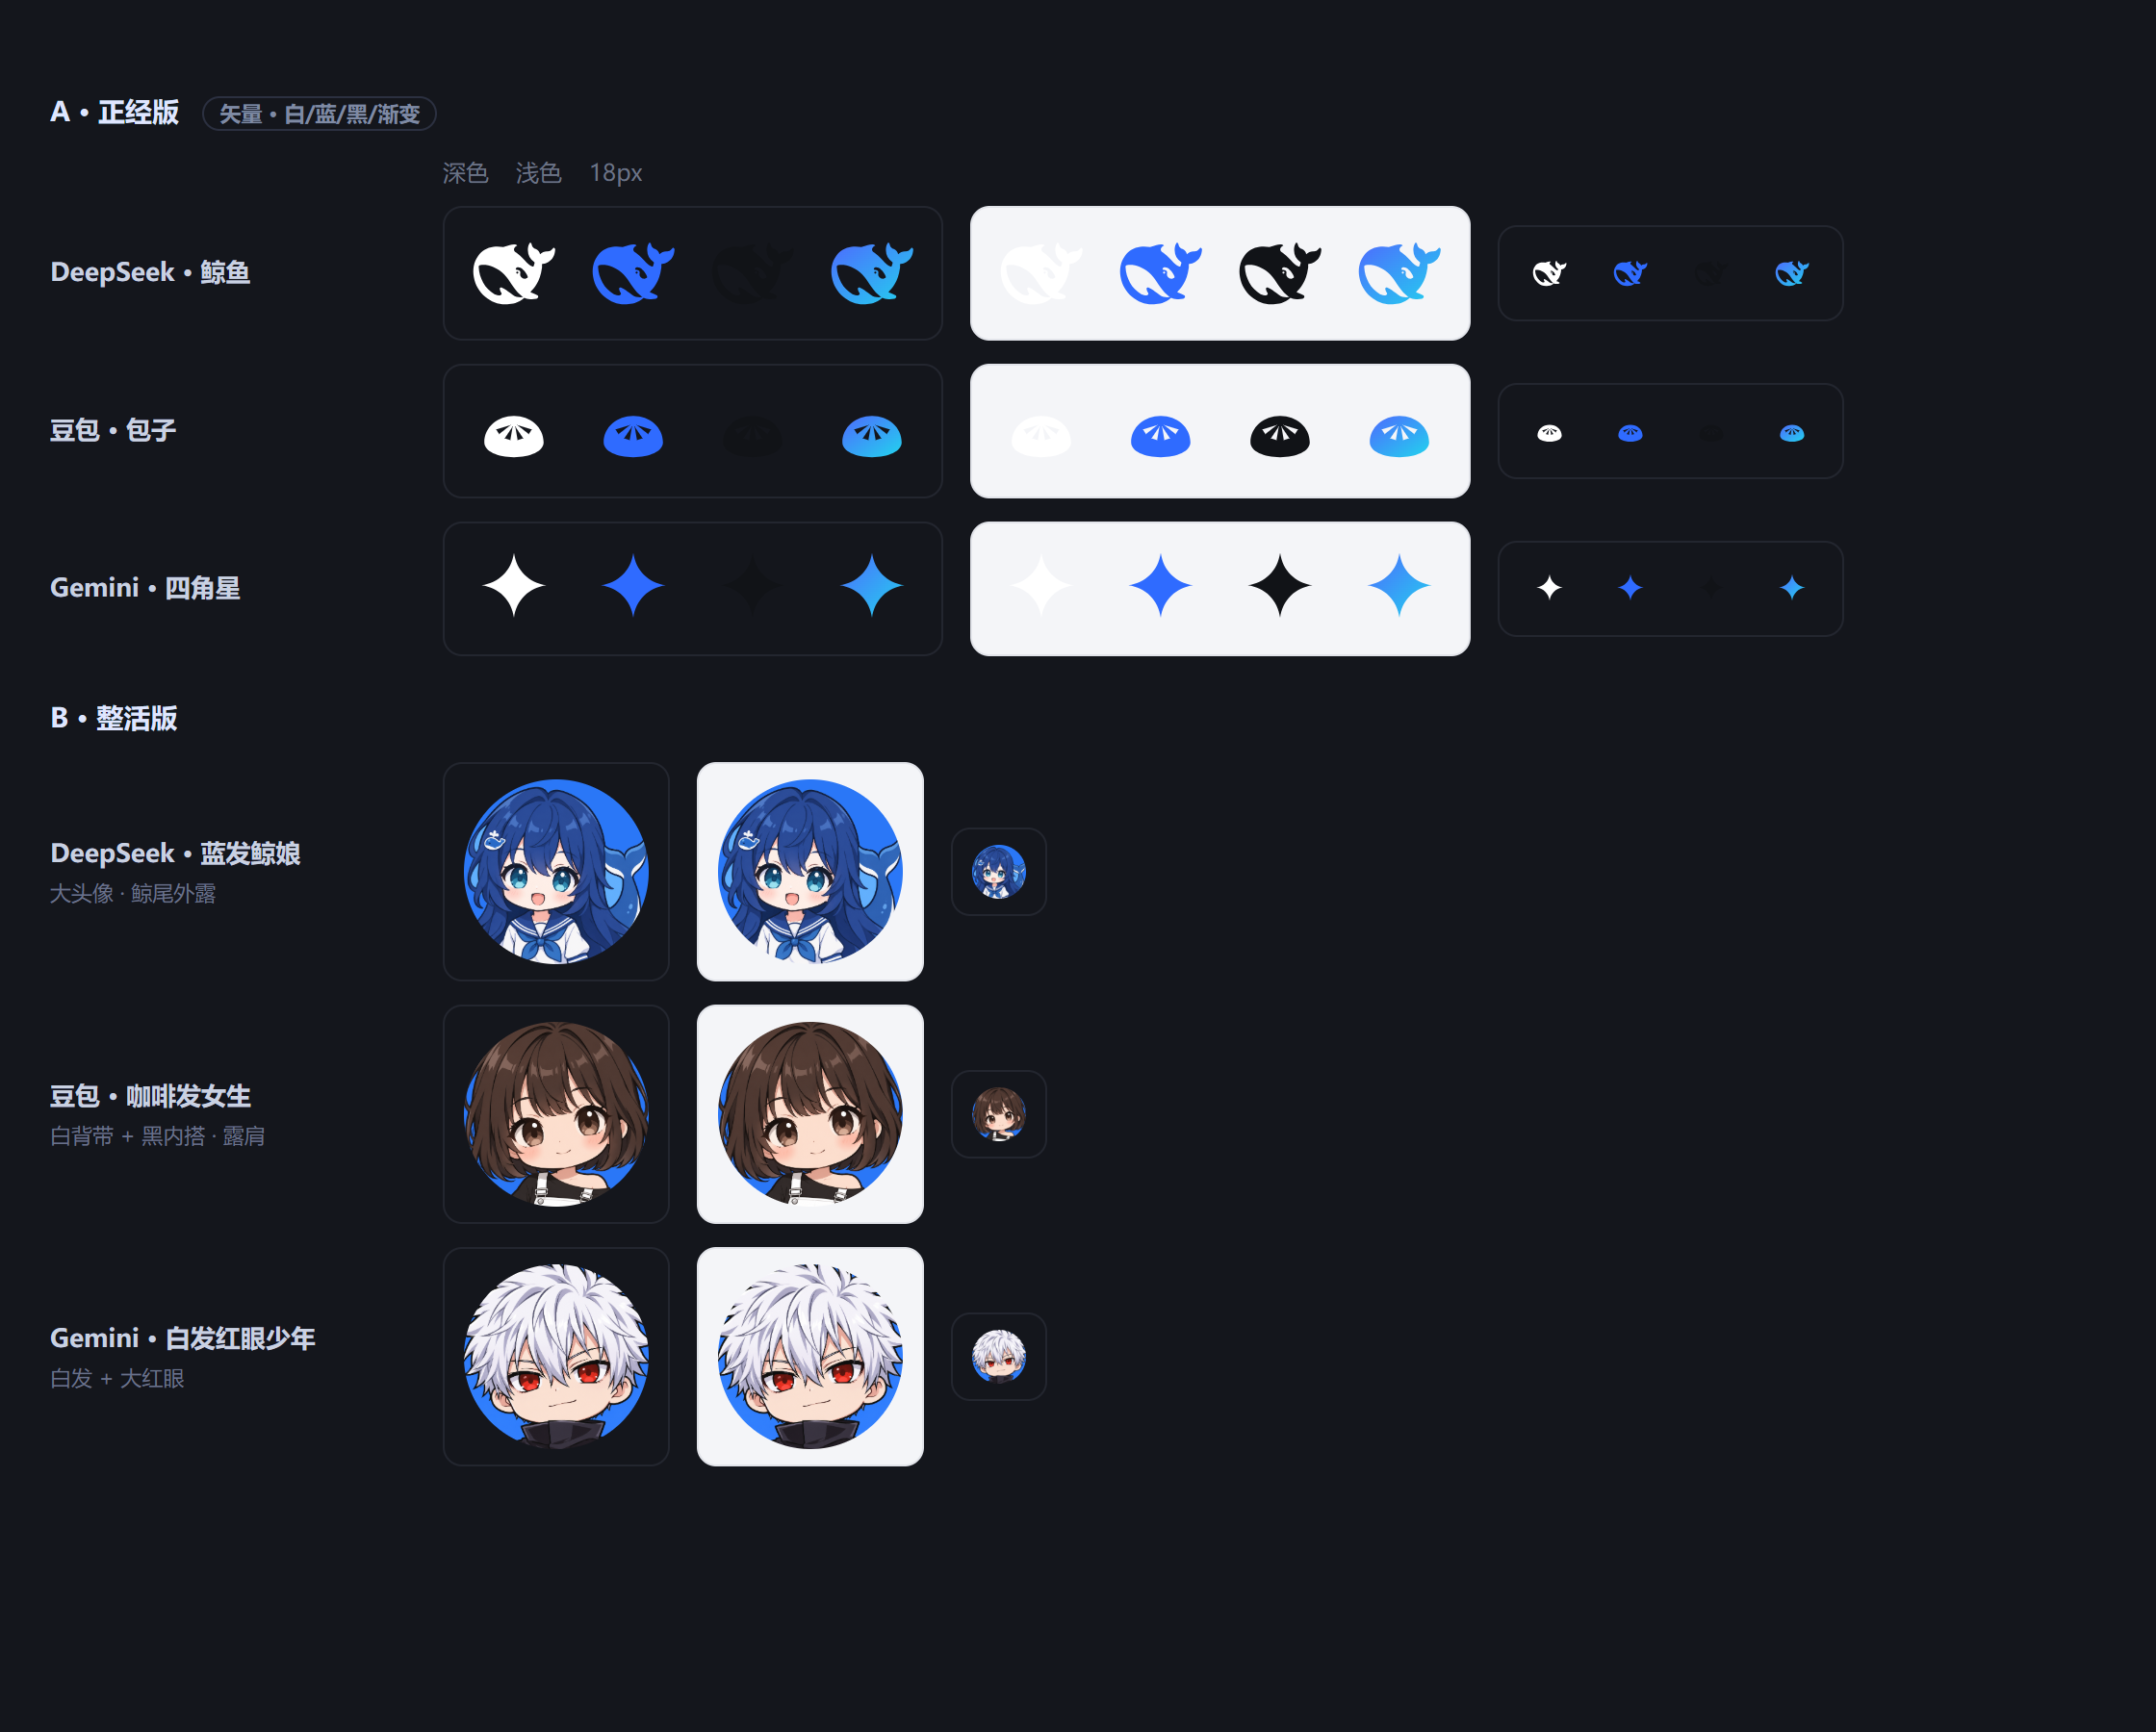 A • 正经版 矢量 • 白/蓝/黑/渐变
深色 浅色 18px
DeepSeek • 鲸鱼
豆包 • 包子
Gemini • 四角星
B • 整活版
DeepSeek • 蓝发鲸娘
大头像 · 鲸尾外露
豆包 • 咖啡发女生
白背带 + 黑内搭 · 露肩
Gemini • 白发红眼少年
白发 + 大红眼